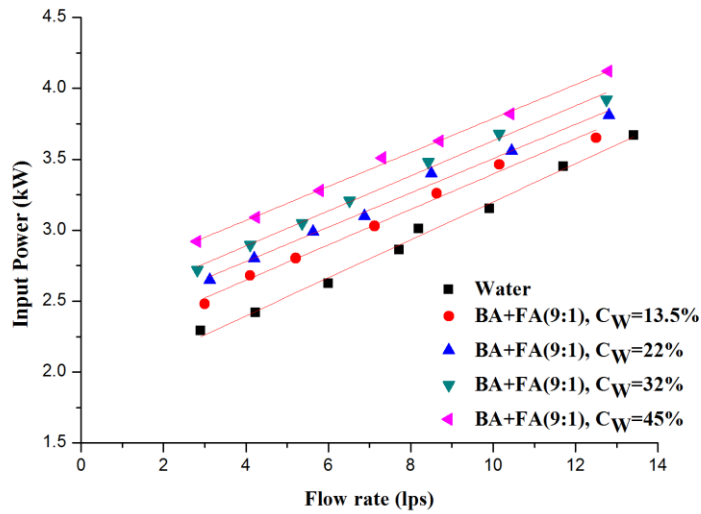 4.5
4.0
3.5
3.0
2.5
2.0
1.5
Input Power (kW)
Water
BA+FA(9:1), CW=13.5%
BA+FA(9:1), CW=22%
BA+FA(9:1), CW=32%
BA+FA(9:1), CW=45%
0 2 4 6 8 10 12 14
Flow rate (lps)